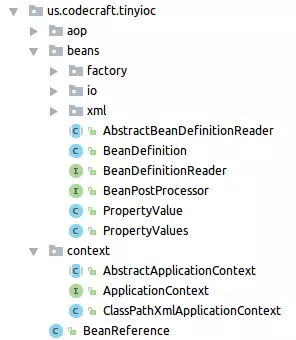 us.codecraft.tinyioc
aop
beans
factory
io
xml
AbstractBeanDefinitionReader
BeanDefinition
BeanDefinitionReader
BeanPostProcessor
PropertyValue
PropertyValues
context
AbstractApplicationContext
ApplicationContext
ClassPathXmlApplicationContext
BeanReference